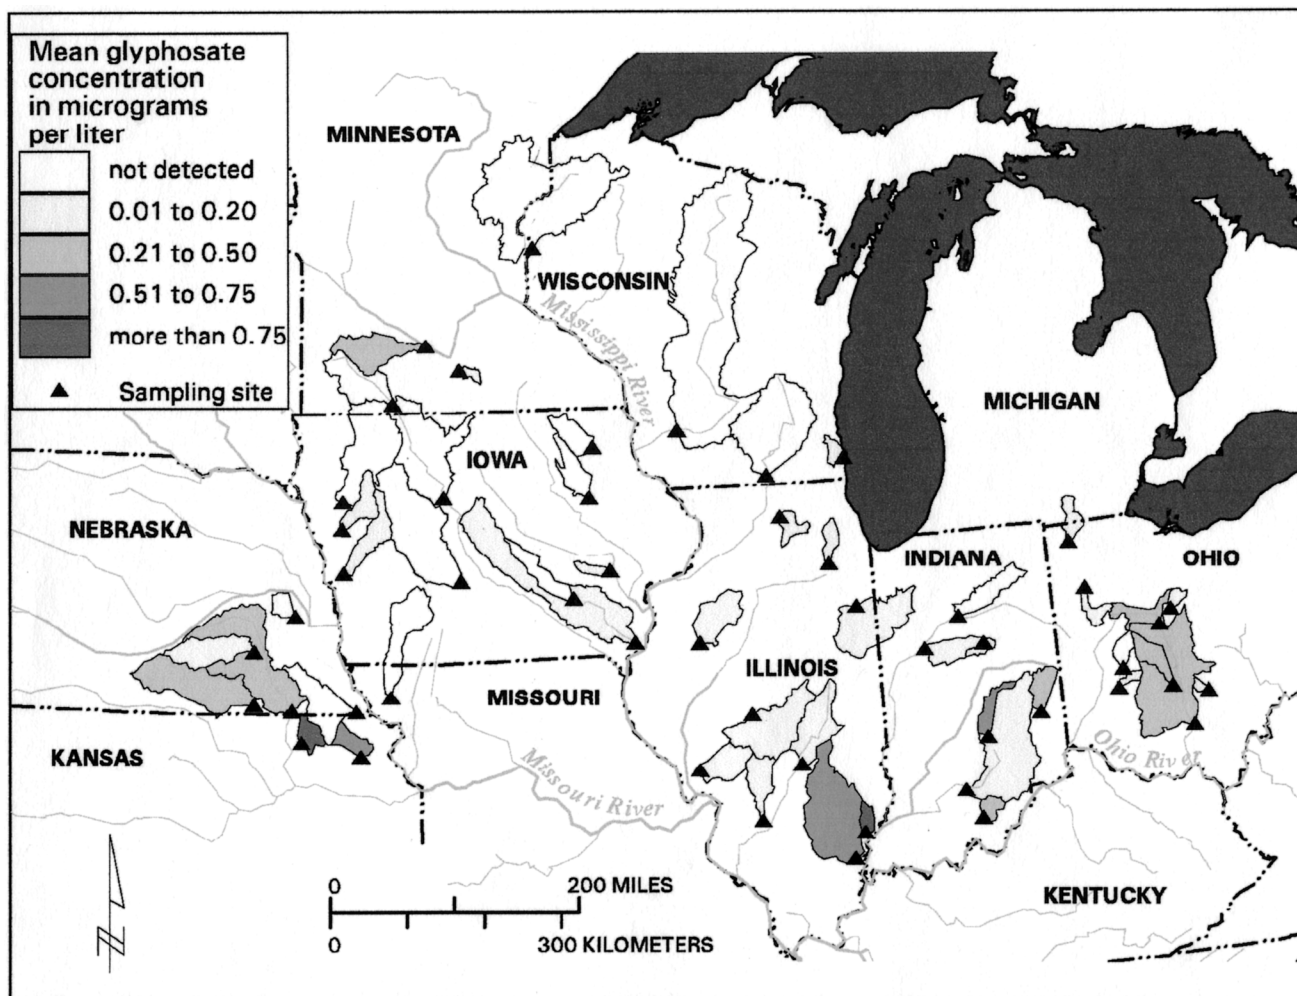 Mean glyphosate
concentration
in micrograms
per liter
not detected
0.01 to 0.20
0.21 to 0.50
0.51 to 0.75
more than 0.75
Sampling site
MINNESOTA
WISCONSIN
Mississippi River
MICHIGAN
IOWA
NEBRASKA
INDIANA
OHIO
ILLINOIS
MISSOURI
KANSAS
Missouri River
Ohio River
KENTUCKY
0 200 MILES
0 300 KILOMETERS
N